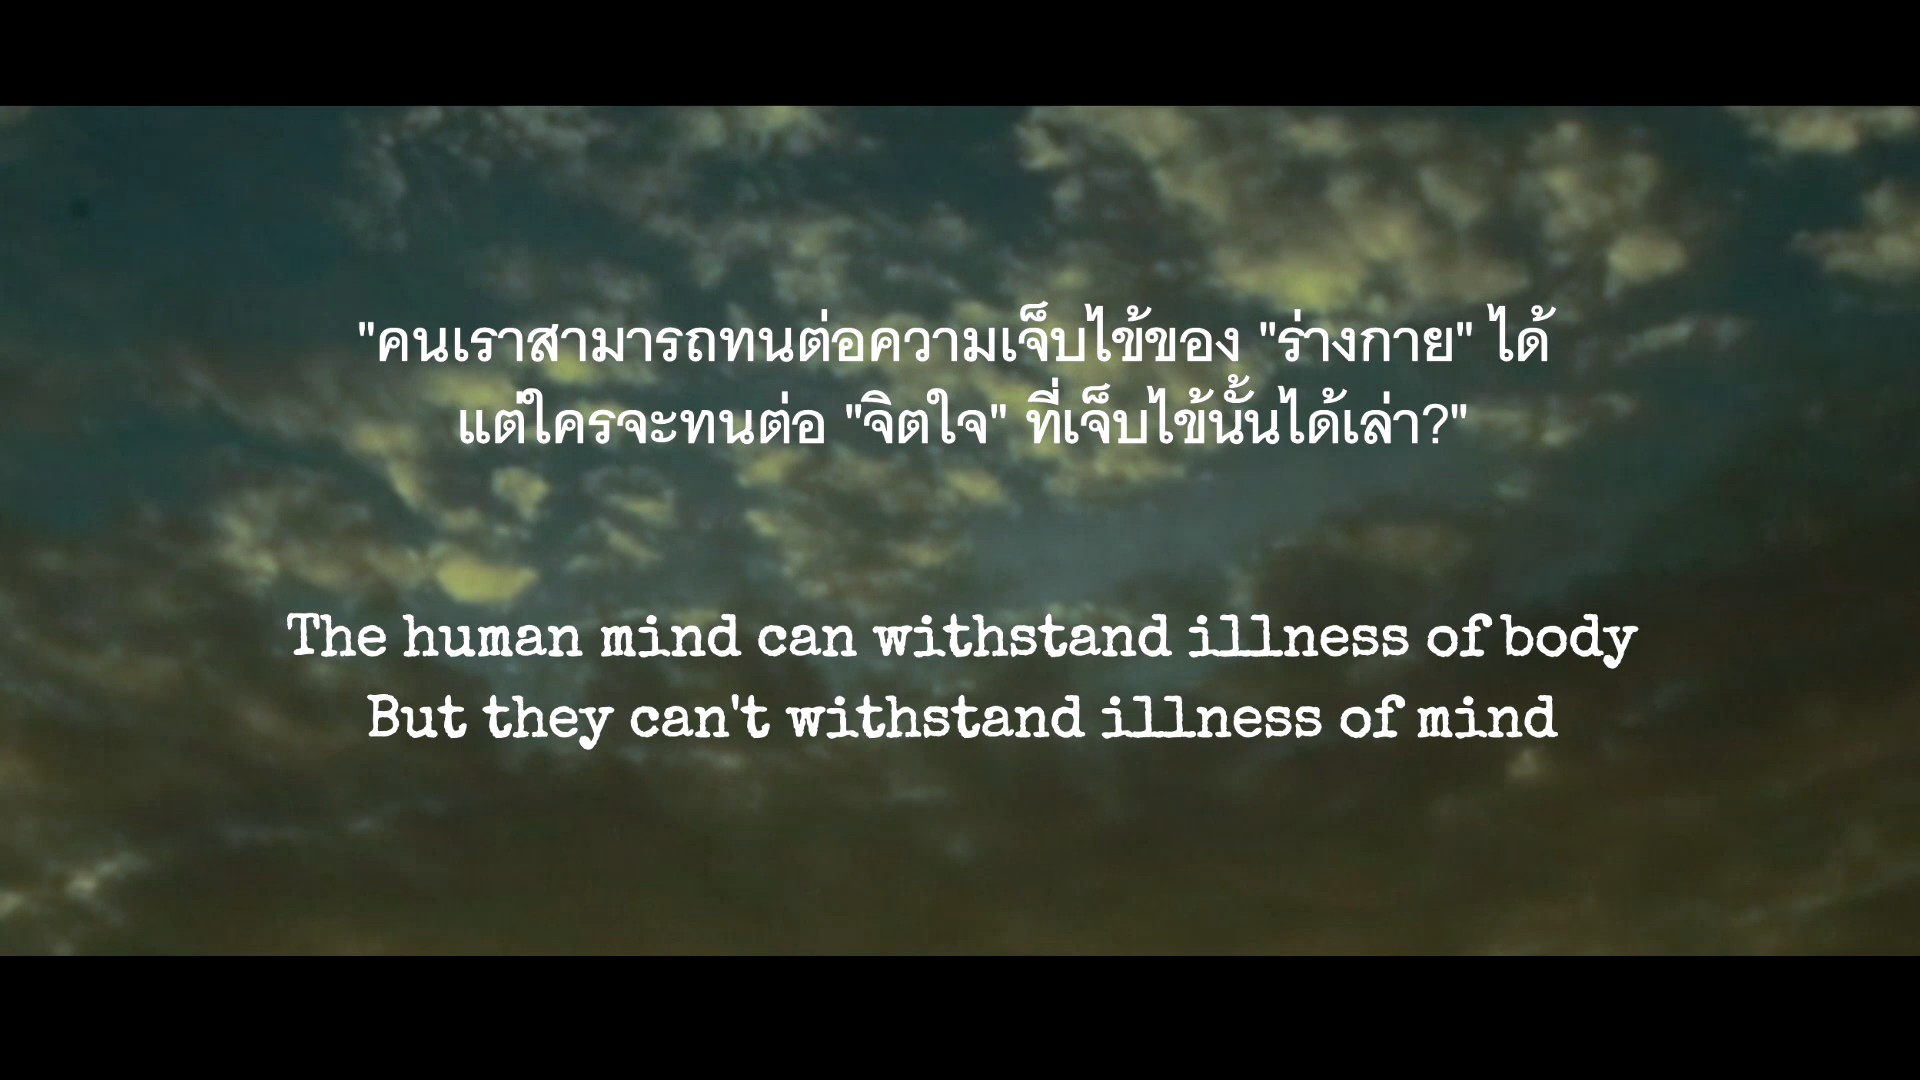 "คนเราสามารถทนต่อความเจ็บไข้ของ "ร่างกาย" ได้
แต่ใครจะทนต่อ "จิตใจ" ที่เจ็บไข้นั้นได้เล่า?"
The human mind can withstand illness of body
But they can't withstand illness of mind